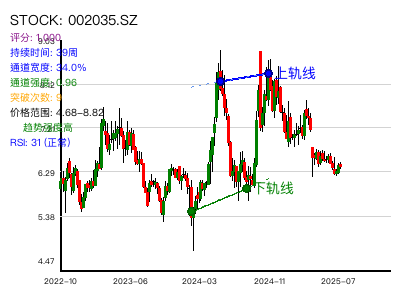 STOCK: 002035.SZ
评分: 1.000
持续时间: 39周
通道宽度: 34.0%
通道强度: 0.96
突破次数: 0
价格范围: 4.68-8.82
趋势强度高
RSI: 31 (正常)
上轨线
下轨线
9.03
6.29
5.38
4.47
2022-10
2023-06
2024-03
2024-11
2025-07